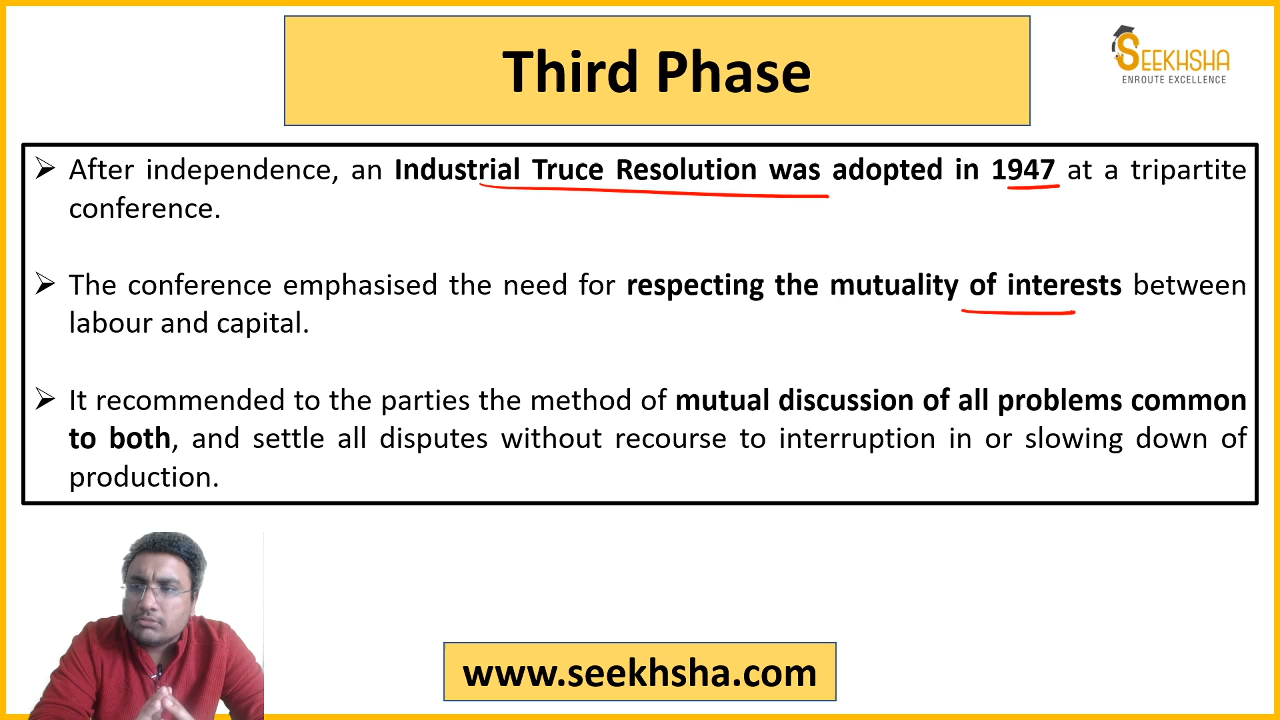 Third Phase
SEEKHSHA
ENROUTE EXCELLENCE
➢ After independence, an Industrial Truce Resolution was adopted in 1947 at a tripartite
conference.
➢ The conference emphasised the need for respecting the mutuality of interests between
labour and capital.
➢ It recommended to the parties the method of mutual discussion of all problems common
to both, and settle all disputes without recourse to interruption in or slowing down of
production.
www.seekhsha.com